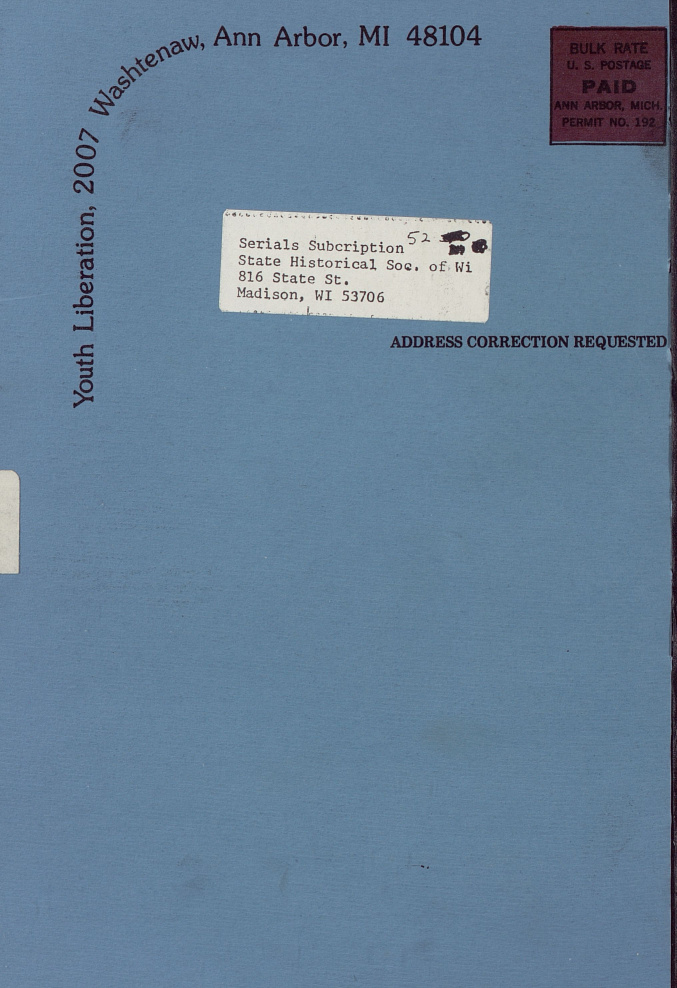 Youth Liberation, 2007 Washtenaw, Ann Arbor, MI 48104
BULK RATE
U. S. POSTAGE
PAID
ANN ARBOR, MICH.
PERMIT NO. 192
52
Serials Subcription
State Historical Soc. of Wi
816 State St.
Madison, WI 53706
ADDRESS CORRECTION REQUESTED